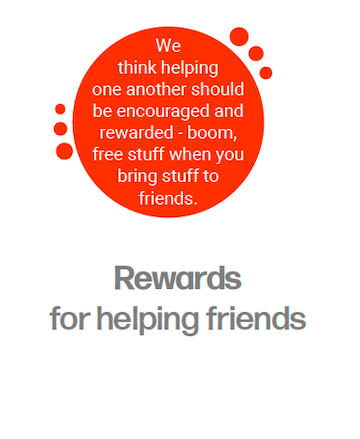 We
think helping
one another should
be encouraged and
rewarded - boom,
free stuff when you
bring stuff to
friends.
Rewards
for helping friends